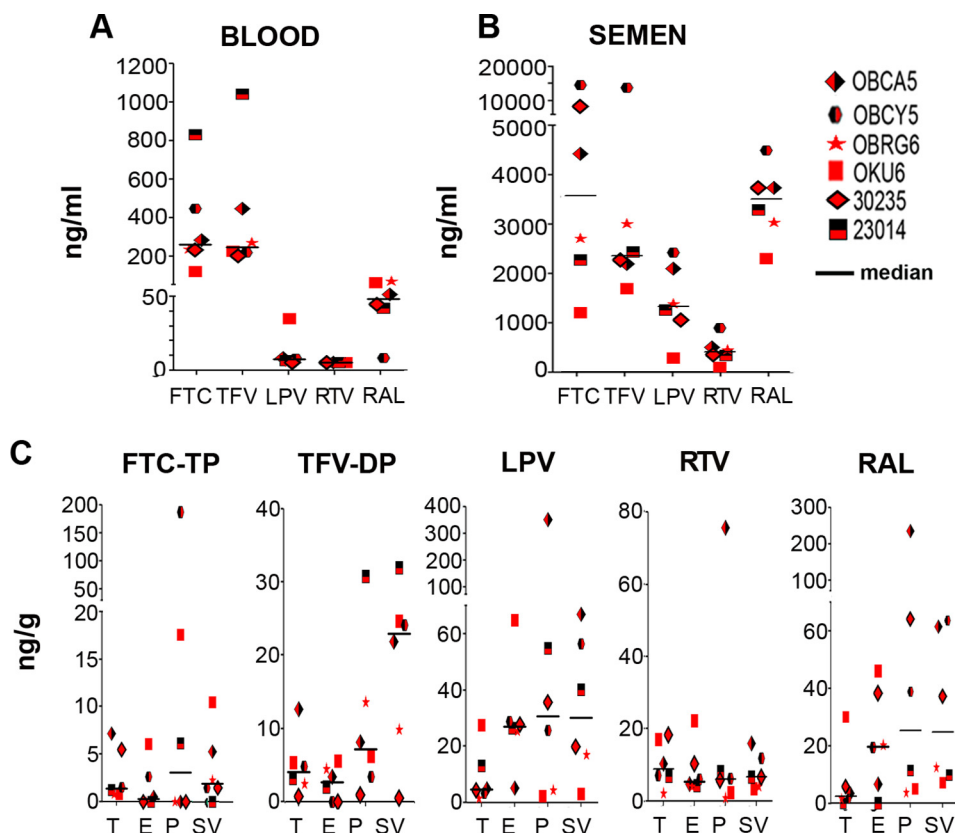 A
BLOOD
ng/ml
1200
1000
800
600
400
200
50
0
FTC TFV LPV RTV RAL
B
SEMEN
ng/ml
20000
10000
5000
4000
3000
2000
1000
0
FTC TFV LPV RTV RAL
OBCA5
OBCY5
OBRG6
OKU6
30235
23014
median
C
ng/g
FTC-TP
200
150
100
50
20
15
10
5
0
T E P SV
TFV-DP
40
30
20
10
0
T E P SV
LPV
400
300
200
100
60
40
20
0
T E P SV
RTV
80
60
40
20
0
T E P SV
RAL
300
200
100
60
40
20
0
T E P SV